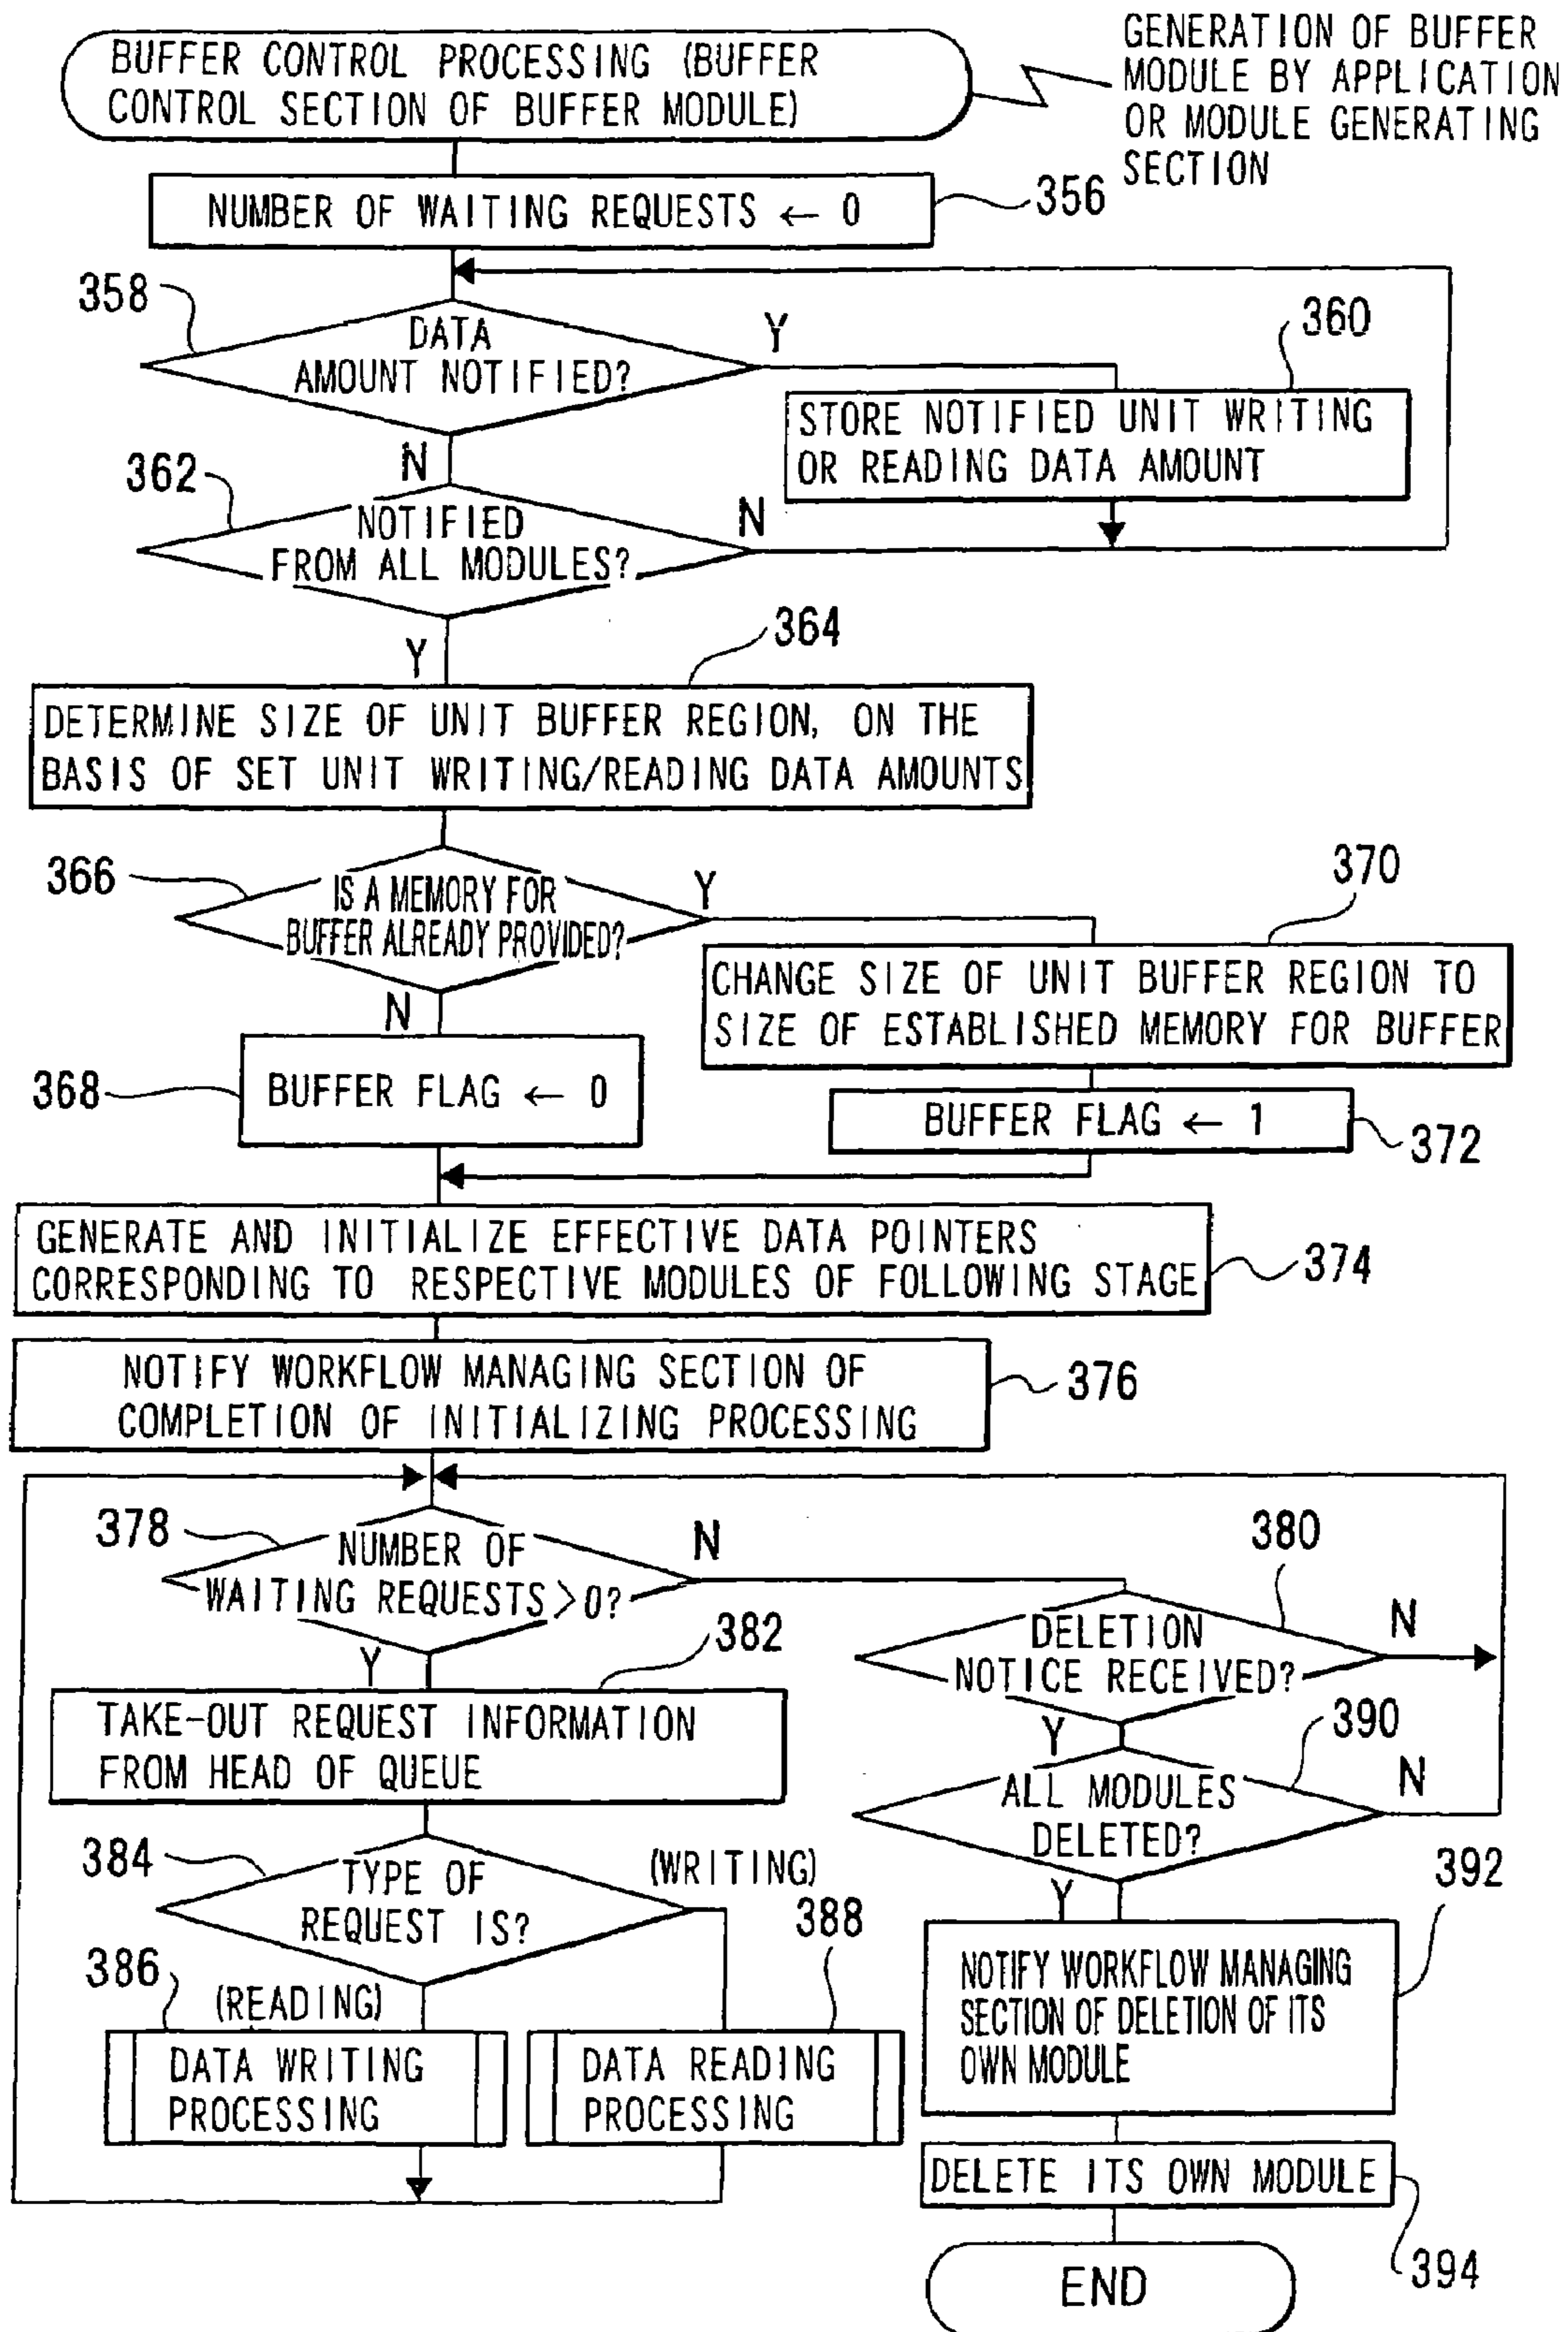 BUFFER CONTROL PROCESSING (BUFFER
CONTROL SECTION OF BUFFER MODULE)
GENERATION OF BUFFER
MODULE BY APPLICATION
OR MODULE GENERATING
SECTION
NUMBER OF WAITING REQUESTS ← 0
356
358
DATA
AMOUNT NOTIFIED?
Y
360
STORE NOTIFIED UNIT WRITING
OR READING DATA AMOUNT
N
362
NOTIFIED
FROM ALL MODULES?
N
Y
364
DETERMINE SIZE OF UNIT BUFFER REGION, ON THE
BASIS OF SET UNIT WRITING/READING DATA AMOUNTS
366
IS A MEMORY FOR
BUFFER ALREADY PROVIDED?
Y
370
CHANGE SIZE OF UNIT BUFFER REGION TO
SIZE OF ESTABLISHED MEMORY FOR BUFFER
N
368
BUFFER FLAG ← 0
BUFFER FLAG ← 1
372
GENERATE AND INITIALIZE EFFECTIVE DATA POINTERS
CORRESPONDING TO RESPECTIVE MODULES OF FOLLOWING STAGE
374
NOTIFY WORKFLOW MANAGING SECTION OF
COMPLETION OF INITIALIZING PROCESSING
376
378
NUMBER OF
WAITING REQUESTS>0?
N
380
DELETION
NOTICE RECEIVED?
N
Y
382
TAKE-OUT REQUEST INFORMATION
FROM HEAD OF QUEUE
Y
390
ALL MODULES
DELETED?
N
384
TYPE OF
REQUEST IS?
(WRITING)
388
Y
392
386
(READING)
DATA WRITING
PROCESSING
DATA READING
PROCESSING
NOTIFY WORKFLOW MANAGING
SECTION OF DELETION OF ITS
OWN MODULE
DELETE ITS OWN MODULE
394
END